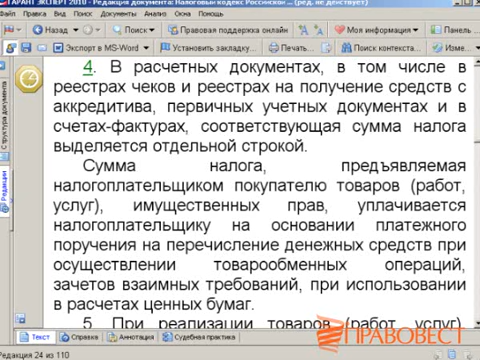 ГАРАНТ ЭКСПЕРТ 2010 - Редакция документа: Налоговый кодекс Российской ... (ред. не действует)
Файл Правка Вид Поиск Документы Анализ Окна Помощь
Назад Поиск Правовая поддержка онлайн Моя информация Панель ...
Экспорт в MS-Word Установить закладку... Печать... Поиск контекста... Изме...
Структура документа
Редакции
4. В расчетных документах, в том числе в
реестрах чеков и реестрах на получение средств с
аккредитива, первичных учетных документах и в
счетах-фактурах, соответствующая сумма налога
выделяется отдельной строкой.
Сумма налога, предъявляемая
налогоплательщиком покупателю товаров (работ,
услуг), имущественных прав, уплачивается
налогоплательщику на основании платежного
поручения на перечисление денежных средств при
осуществлении товарообменных операций,
зачетов взаимных требований, при использовании
в расчетах ценных бумаг.
5. При реализации товаров (работ, услуг),
ПРАВОВЕСТ
Текст Справка Аннотация Судебная практика
Редакция 24 из 110